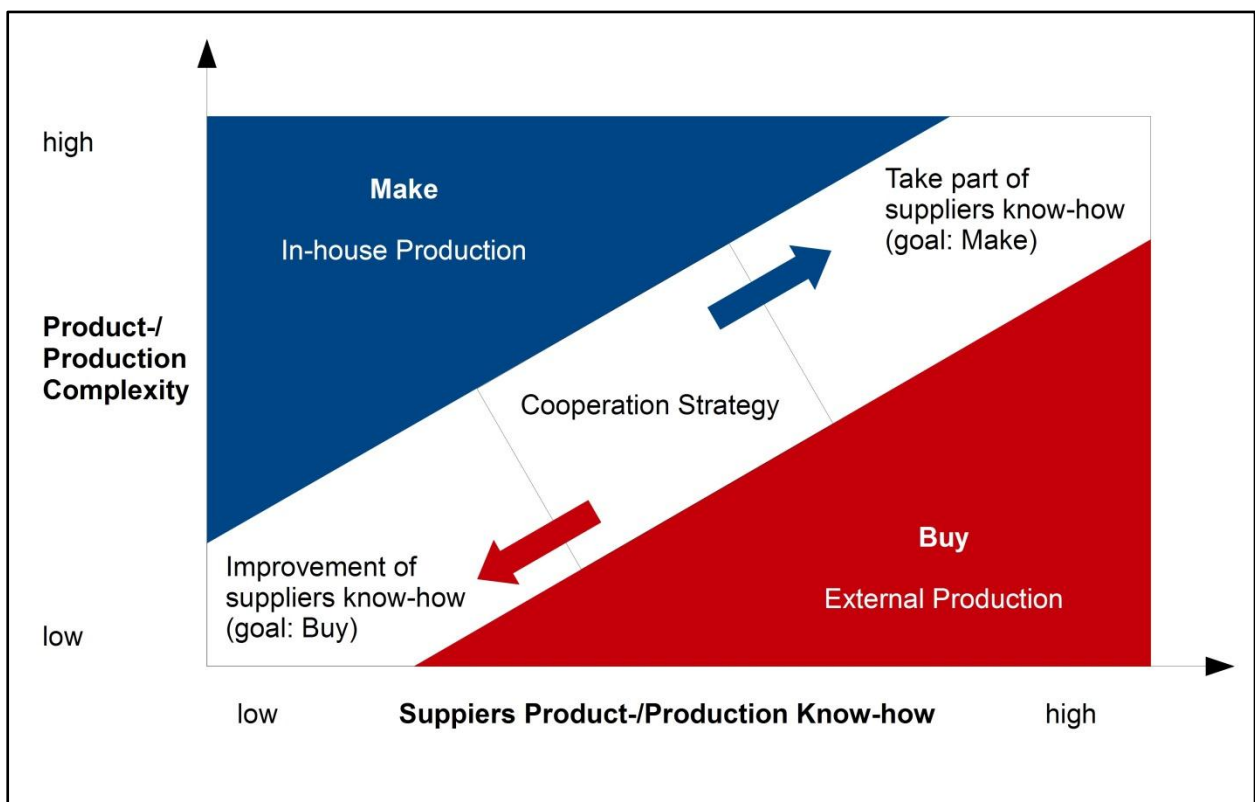 high
Make
In-house Production
Take part of
suppliers know-how
(goal: Make)
Product-/
Production
Complexity
Cooperation Strategy
Improvement of
suppliers know-how
(goal: Buy)
Buy
External Production
low
low
Suppiers Product-/Production Know-how
high